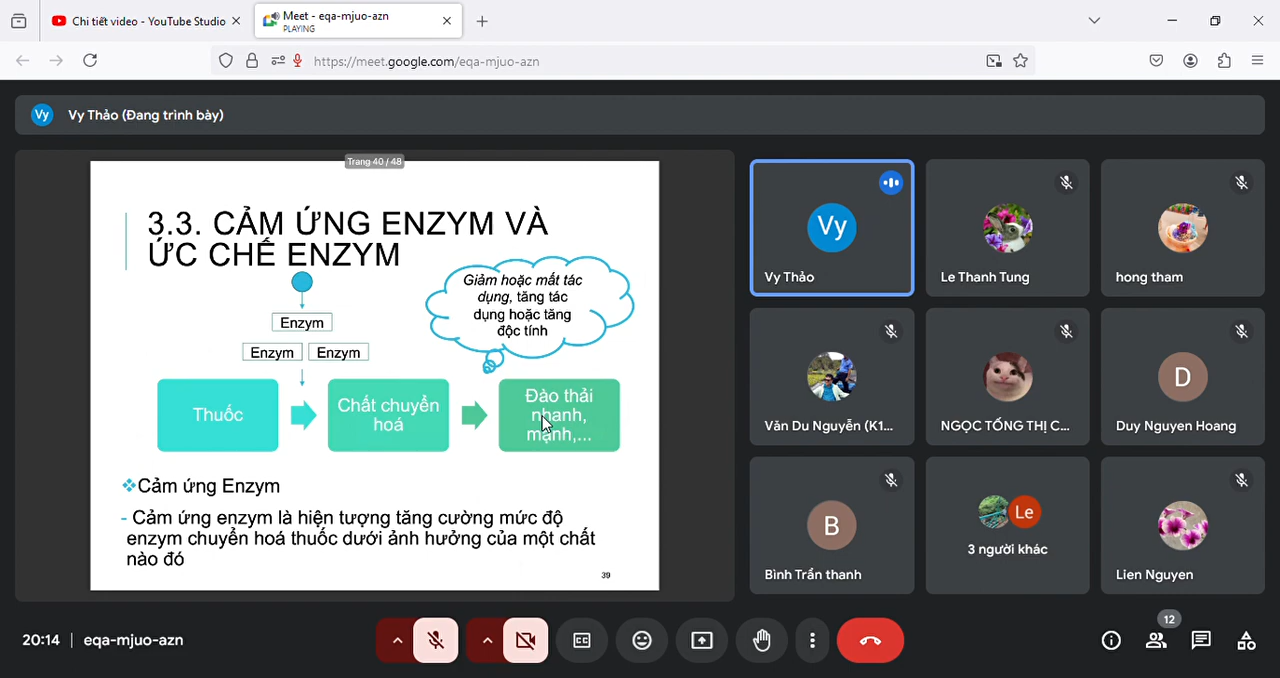 Chi tiết video - YouTube Studio
Meet - eqa-mjuo-azn
PLAYING
https://meet.google.com/eqa-mjuo-azn
Vy
Vy Thảo (Đang trình bày)
Trang 40 / 48
3.3. CẢM ỨNG ENZYM VÀ
ỨC CHẾ ENZYM
Giảm hoặc mất tác
dụng, tăng tác
dụng hoặc tăng
độc tính
Enzym
Enzym
Enzym
Thuốc
Chất chuyển
hoá
Đào thải
nhanh,
mạnh,...
❖Cảm ứng Enzym
- Cảm ứng enzym là hiện tượng tăng cường mức độ
enzym chuyển hoá thuốc dưới ảnh hưởng của một chất
nào đó
39
Vy
Vy Thảo
Le Thanh Tung
hong tham
Văn Du Nguyễn (K1...
NGỌC TỐNG THỊ C...
D
Duy Nguyen Hoang
B
Bình Trần thanh
Le
3 người khác
Lien Nguyen
20:14 | eqa-mjuo-azn
12